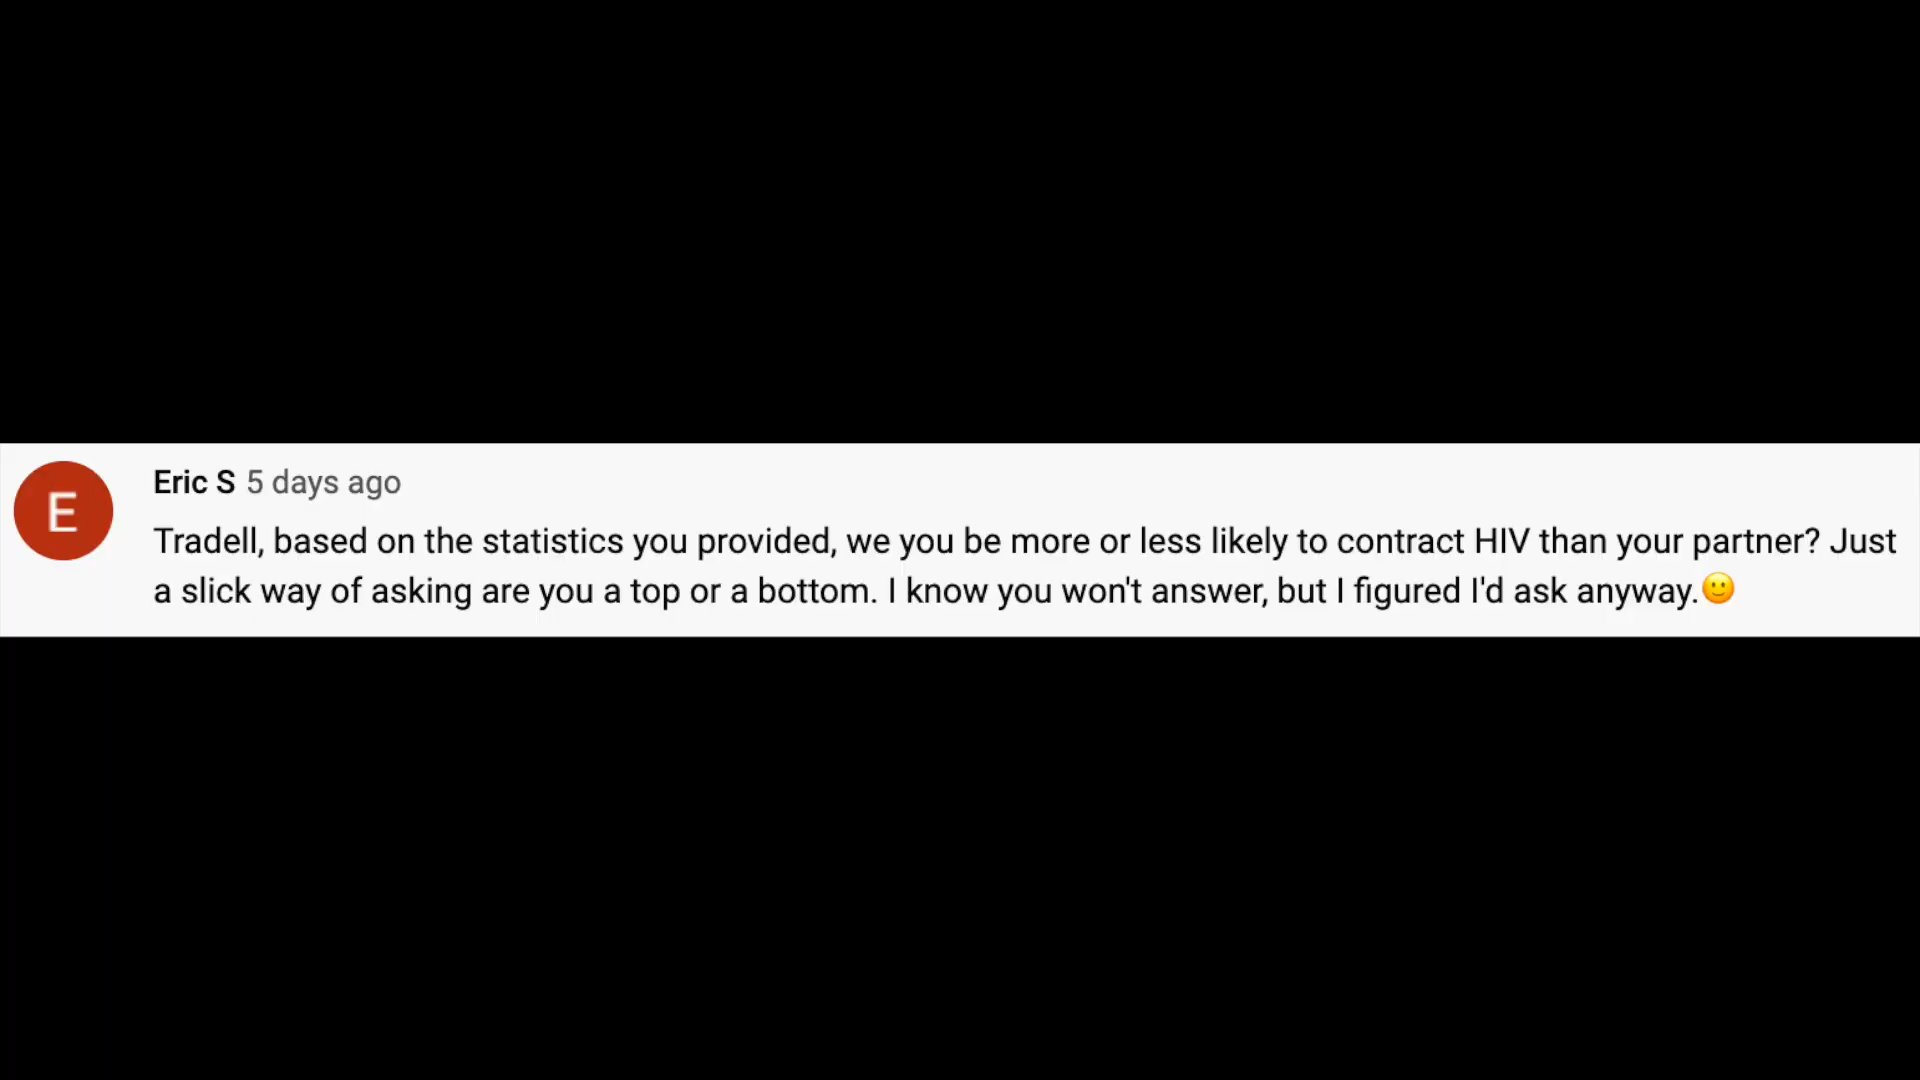 E
Eric S 5 days ago
Tradell, based on the statistics you provided, we you be more or less likely to contract HIV than your partner? Just
a slick way of asking are you a top or a bottom. I know you won't answer, but I figured I'd ask anyway.🙂